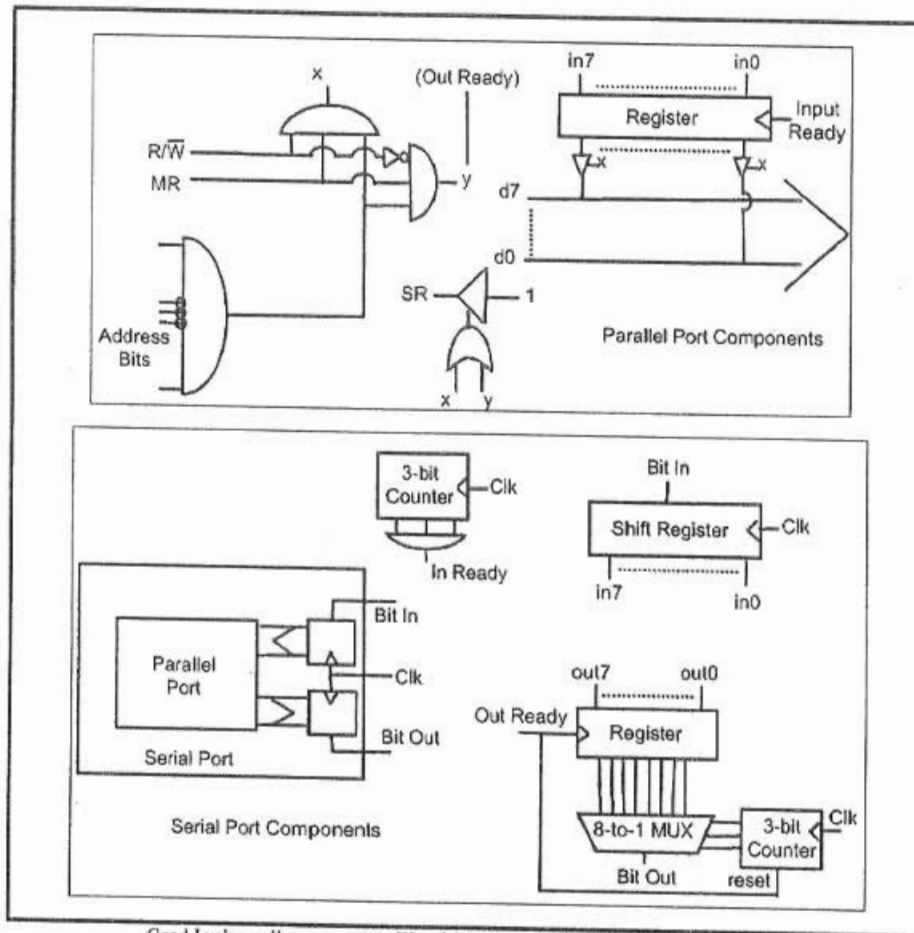 x
(Out Ready)
R/W̅
MR
y
Address
Bits
SR
1
x y
in7 in0
Register
Input
Ready
x x
d7
d0
Parallel Port Components
3-bit
Counter
Clk
In Ready
Bit In
Shift Register
Clk
in7 in0
Parallel
Port
Bit In
Clk
Bit Out
Serial Port
Serial Port Components
out7 out0
Out Ready
Register
8-to-1 MUX
Bit Out
3-bit
Counter
Clk
reset